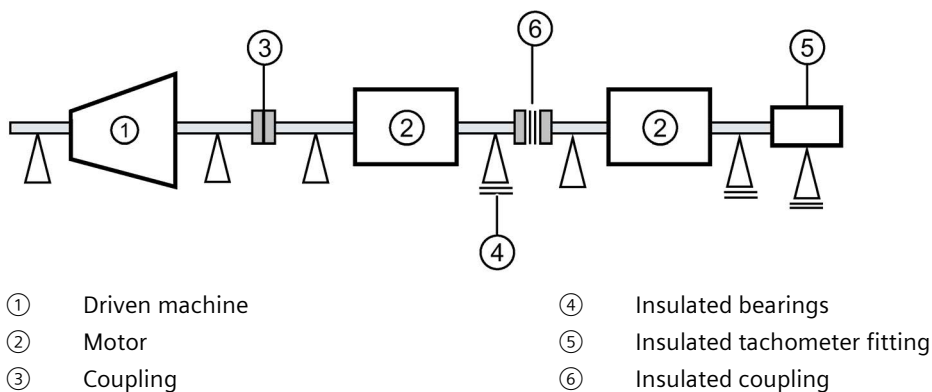 ③ ⑥ ⑤
① ② ②
④
① Driven machine ④ Insulated bearings
② Motor ⑤ Insulated tachometer fitting
③ Coupling ⑥ Insulated coupling